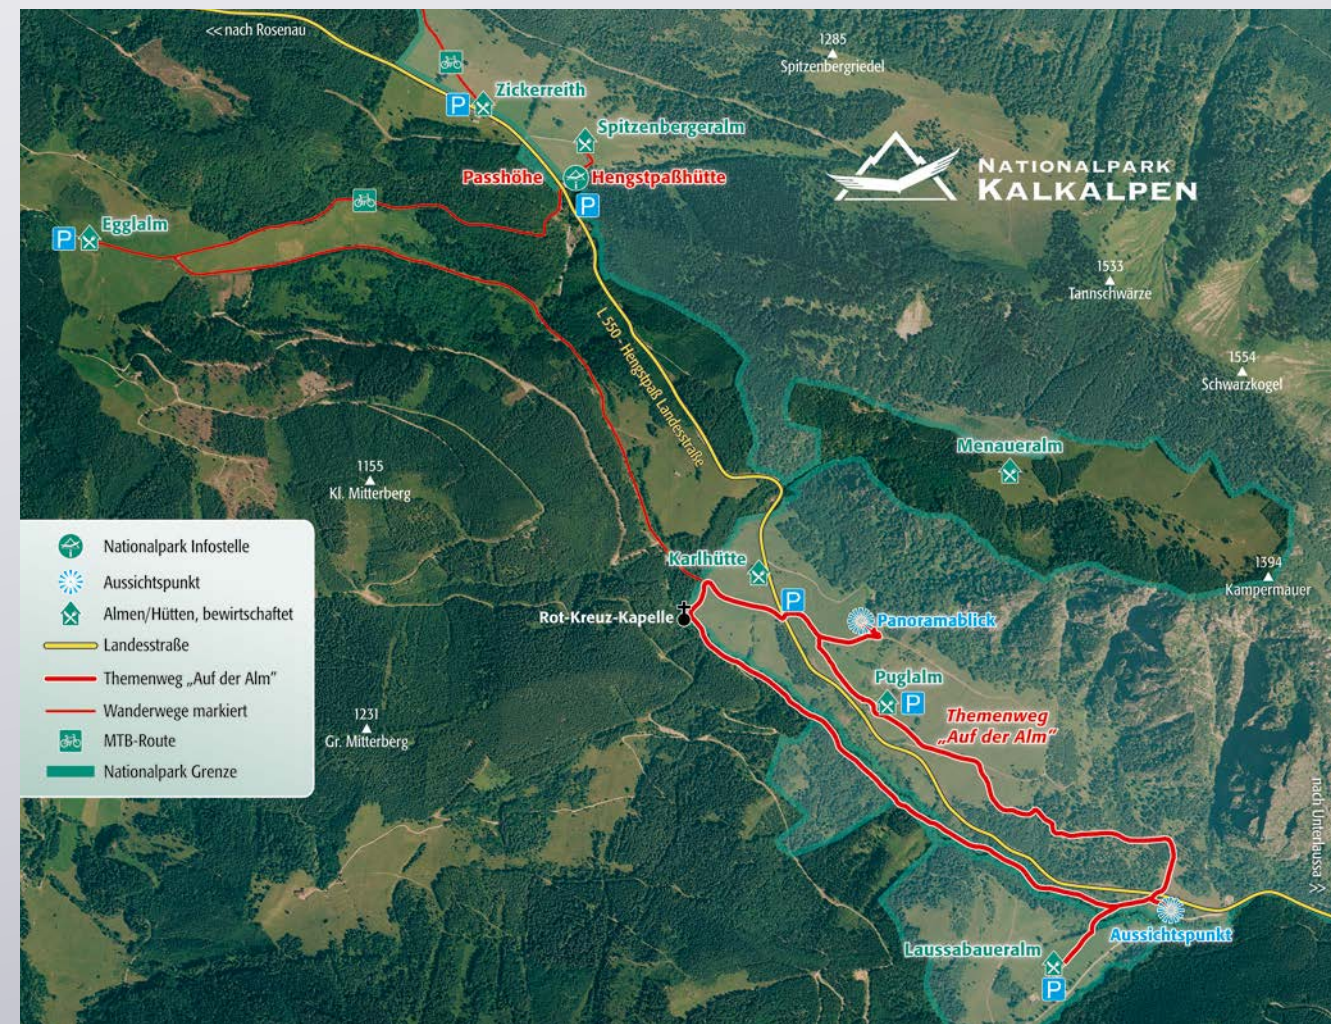 << nach Rosenau
1285
Spitzenbergriedel
P
Zickerreith
Spitzenbergeralm
NATIONALPARK
KALKALPEN
Passhöhe
Hengstpaßhütte
P
Egglalm
P
1533
Tannschwärze
L 550 - Hengstpaß Landesstraße
1554
Schwarzkogel
Menaueralm
1155
Kl. Mitterberg
Nationalpark Infostelle
Aussichtspunkt
Almen/Hütten, bewirtschaftet
Landesstraße
Themenweg „Auf der Alm"
Wanderwege markiert
MTB-Route
Nationalpark Grenze
Karlhütte
1394
Kampermauer
P
Rot-Kreuz-Kapelle
Panoramablick
Puglalm
P
1231
Gr. Mitterberg
Themenweg
„Auf der Alm"
nach Unterlaussa >>
Aussichtspunkt
Laussabaueralm
P